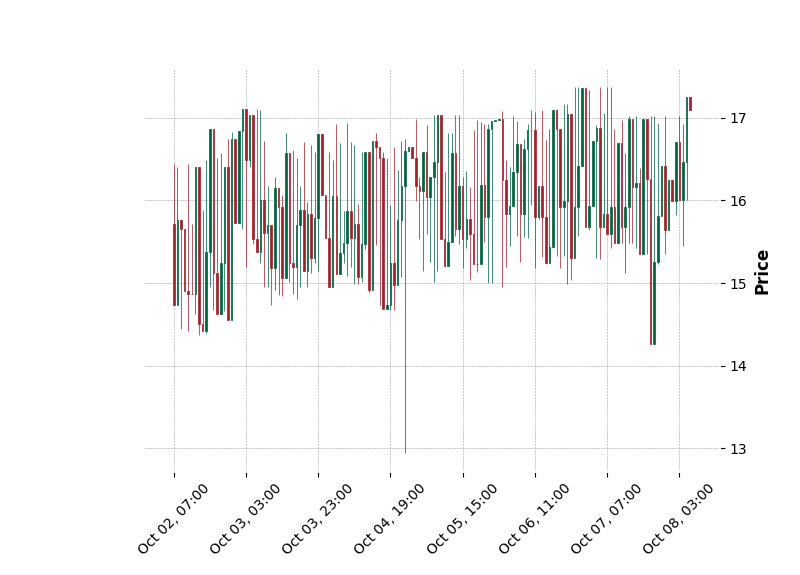 17
16
15
14
13
Price
Oct 02, 07:00
Oct 03, 03:00
Oct 03, 23:00
Oct 04, 19:00
Oct 05, 15:00
Oct 06, 11:00
Oct 07, 07:00
Oct 08, 03:00